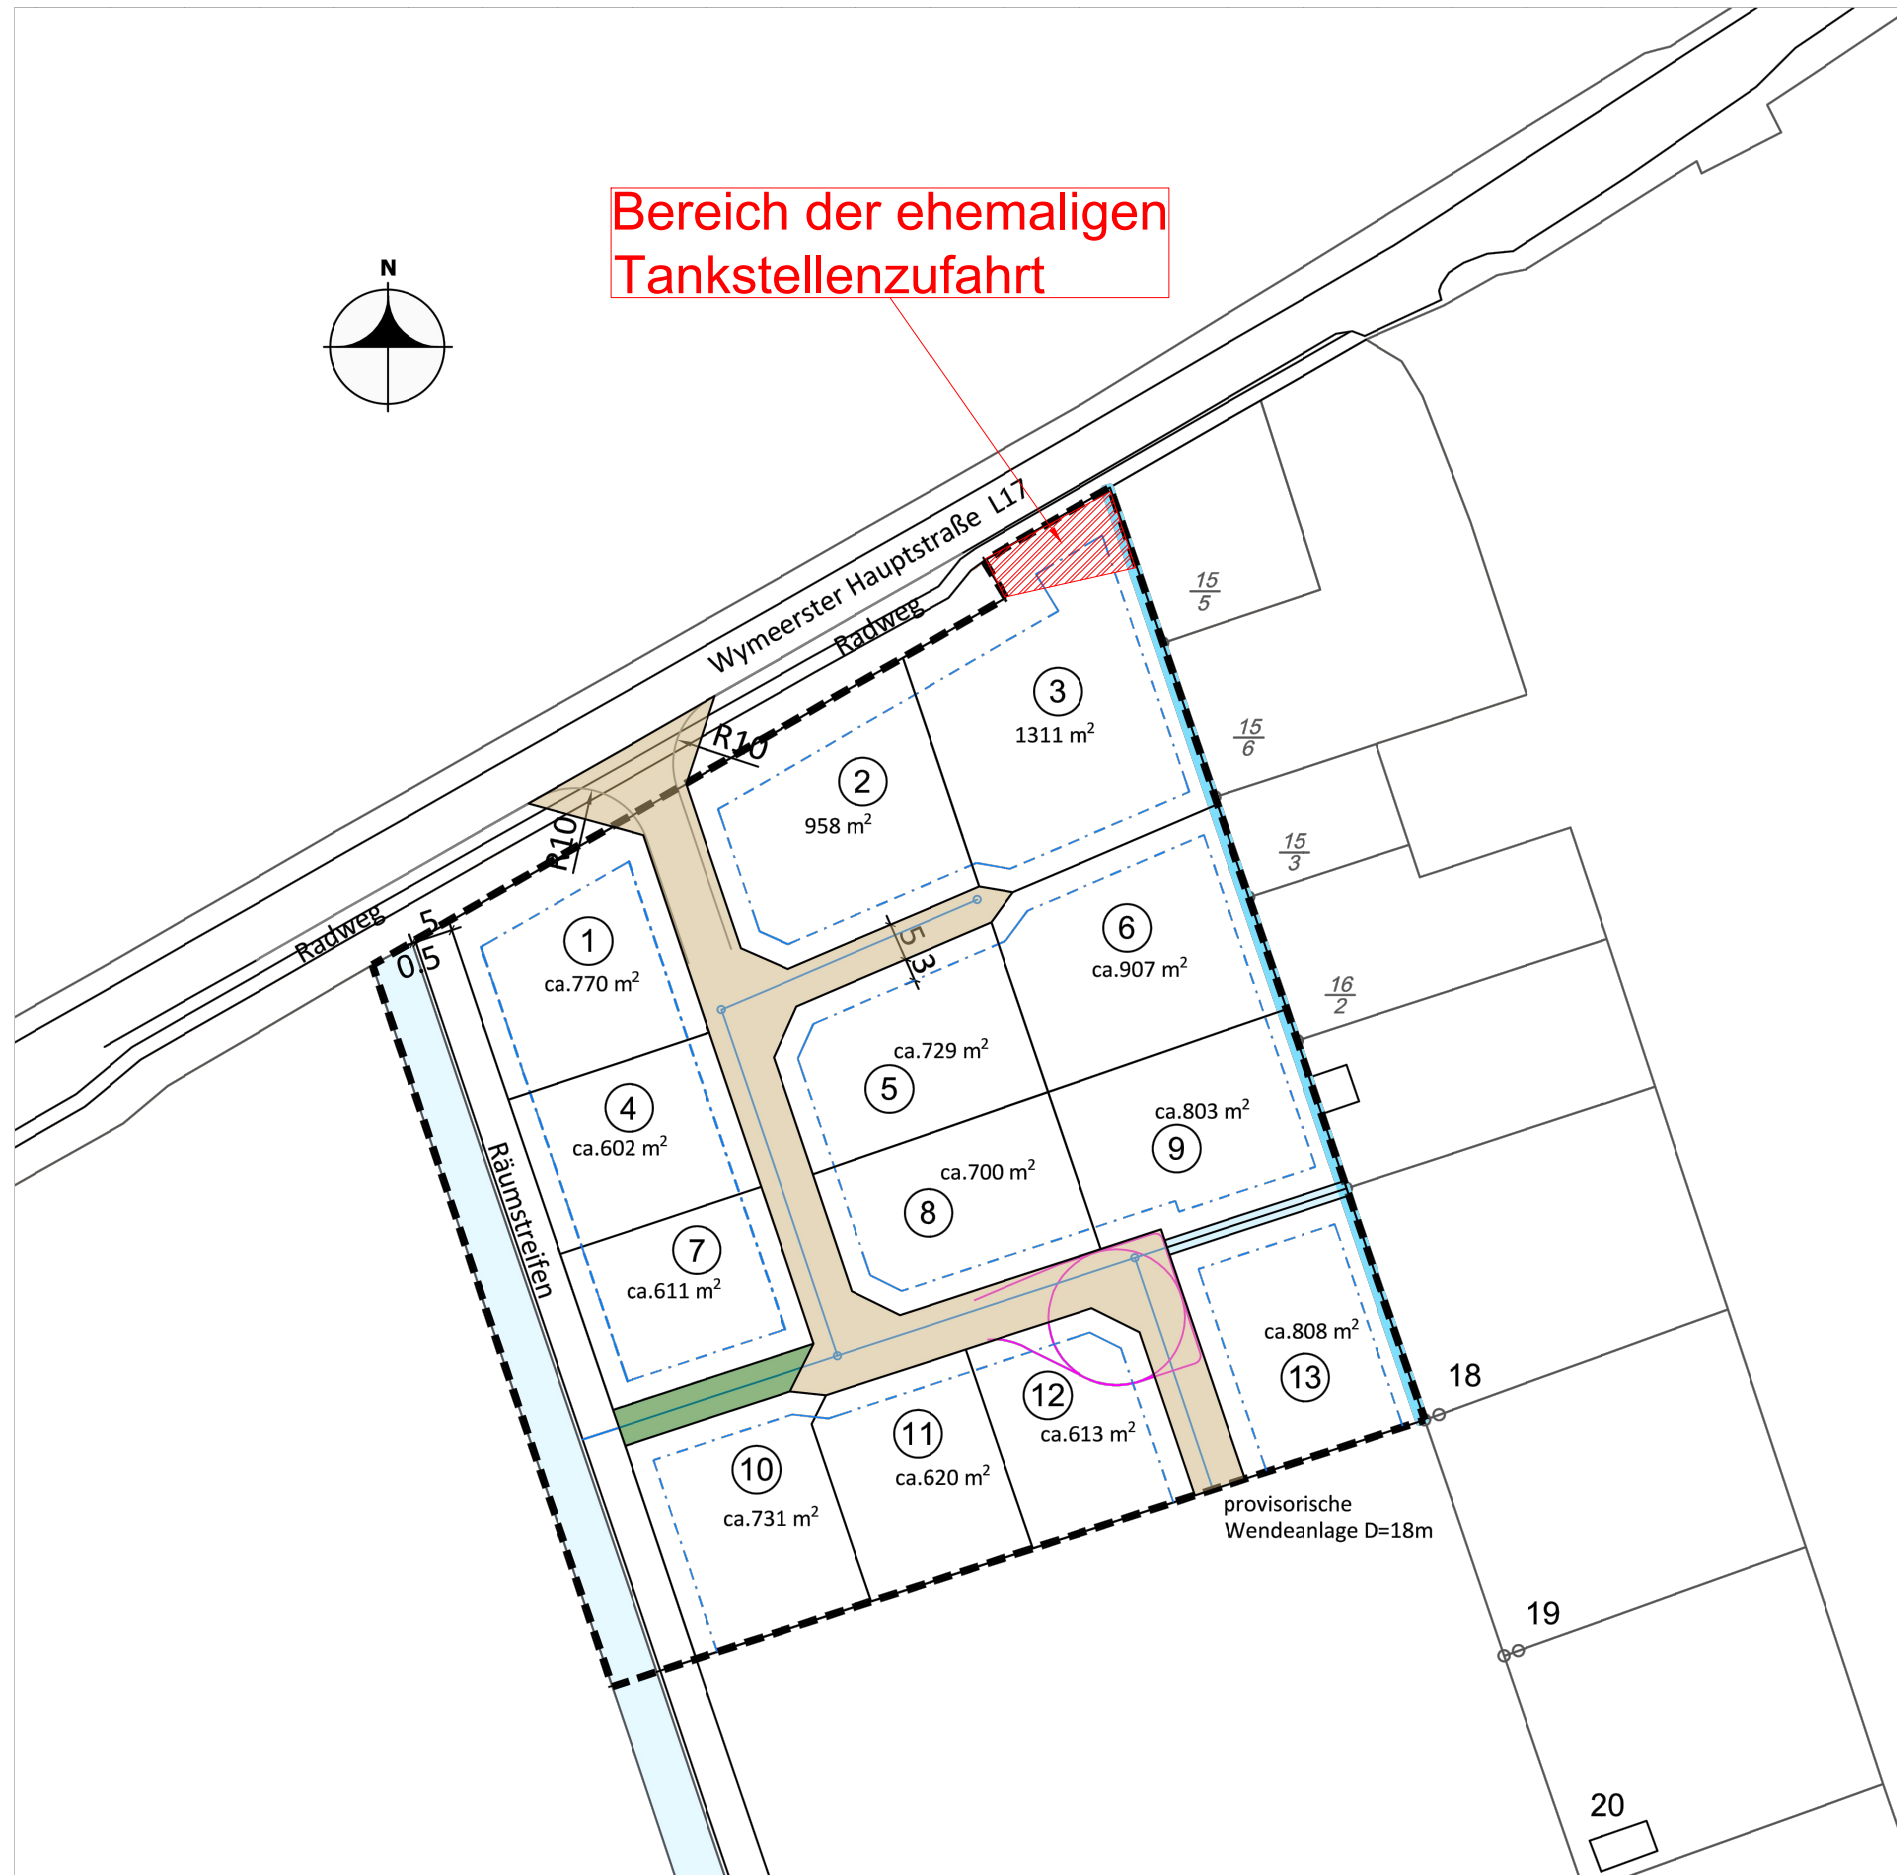 Bereich der ehemaligen
Tankstellenzufahrt
N
Wymeerster Hauptstraße L17
Radweg
15
5
3
1311 m²
R10
15
6
2
958 m²
R10
15
3
5
0.5
Radweg
1
ca.770 m²
5
3
6
ca.907 m²
16
2
ca.729 m²
5
4
ca.602 m²
ca.803 m²
9
Räumstreifen
ca.700 m²
8
7
ca.611 m²
ca.808 m²
13
18
12
ca.613 m²
11
ca.620 m²
10
ca.731 m²
provisorische
Wendeanlage D=18m
19
20